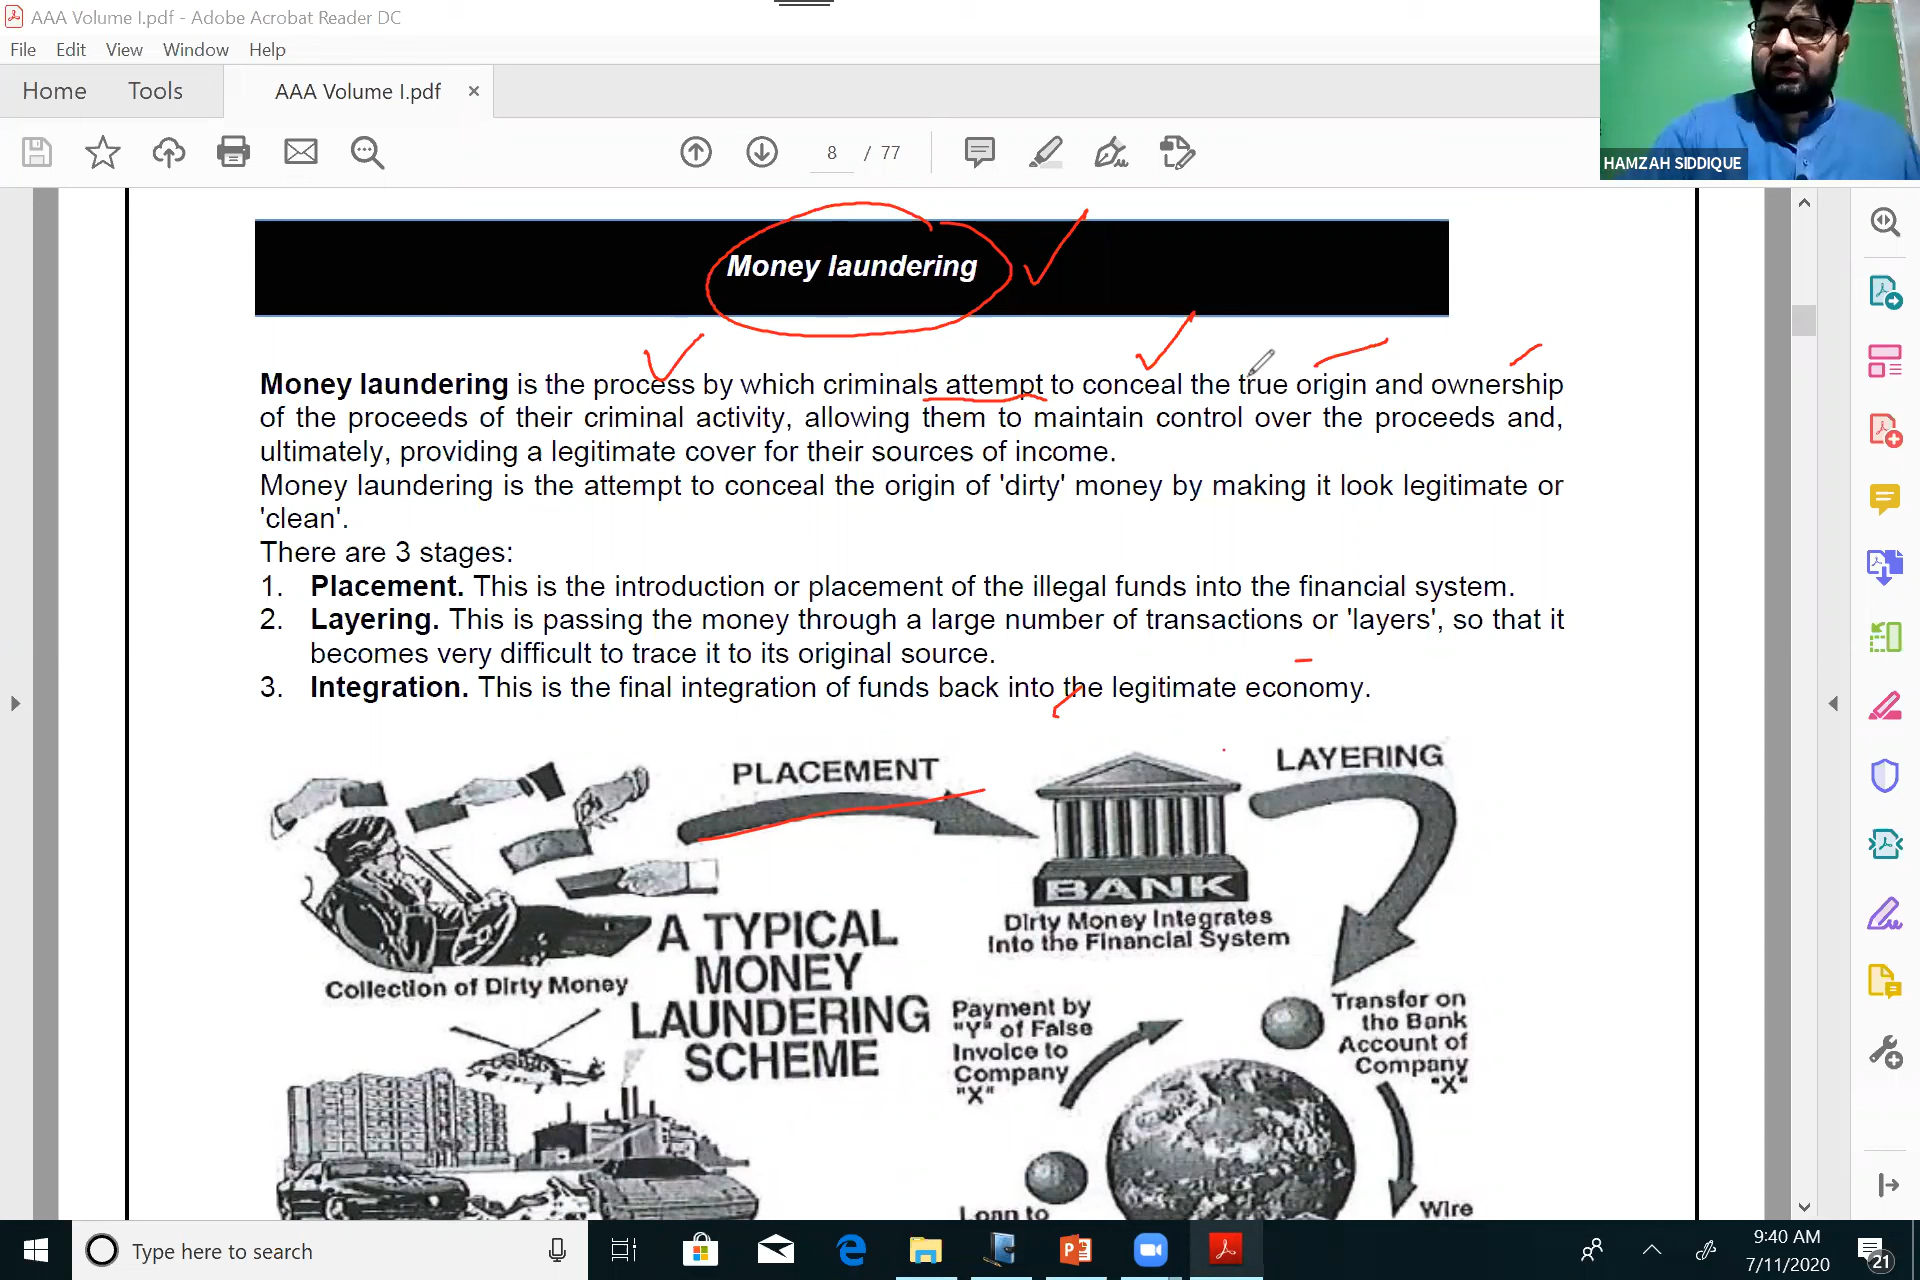 AAA Volume I.pdf - Adobe Acrobat Reader DC
File Edit View Window Help
Home Tools AAA Volume I.pdf ×
8 / 77
HAMZAH SIDDIQUE
Money laundering
Money laundering is the process by which criminals attempt to conceal the true origin and ownership
of the proceeds of their criminal activity, allowing them to maintain control over the proceeds and,
ultimately, providing a legitimate cover for their sources of income.
Money laundering is the attempt to conceal the origin of 'dirty' money by making it look legitimate or
'clean'.
There are 3 stages:
1. Placement. This is the introduction or placement of the illegal funds into the financial system.
2. Layering. This is passing the money through a large number of transactions or 'layers', so that it
becomes very difficult to trace it to its original source.
3. Integration. This is the final integration of funds back into the legitimate economy.
PLACEMENT
LAYERING
BANK
Dirty Money Integrates
Into the Financial System
Collection of Dirty Money
A TYPICAL
MONEY
LAUNDERING
SCHEME
Payment by
"Y" of False
Invoice to
Company
"X"
Transfer on
the Bank
Account of
Company
"X"
Loan to
Wire
Type here to search
9:40 AM
7/11/2020
21